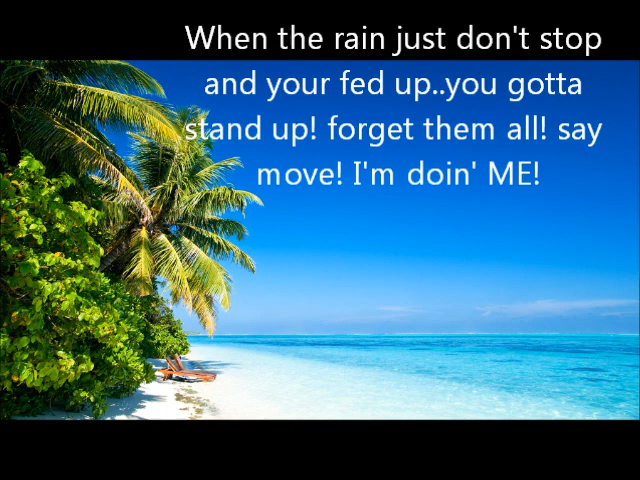 When the rain just don't stop
and your fed up..you gotta
stand up! forget them all! say
move! I'm doin' ME!